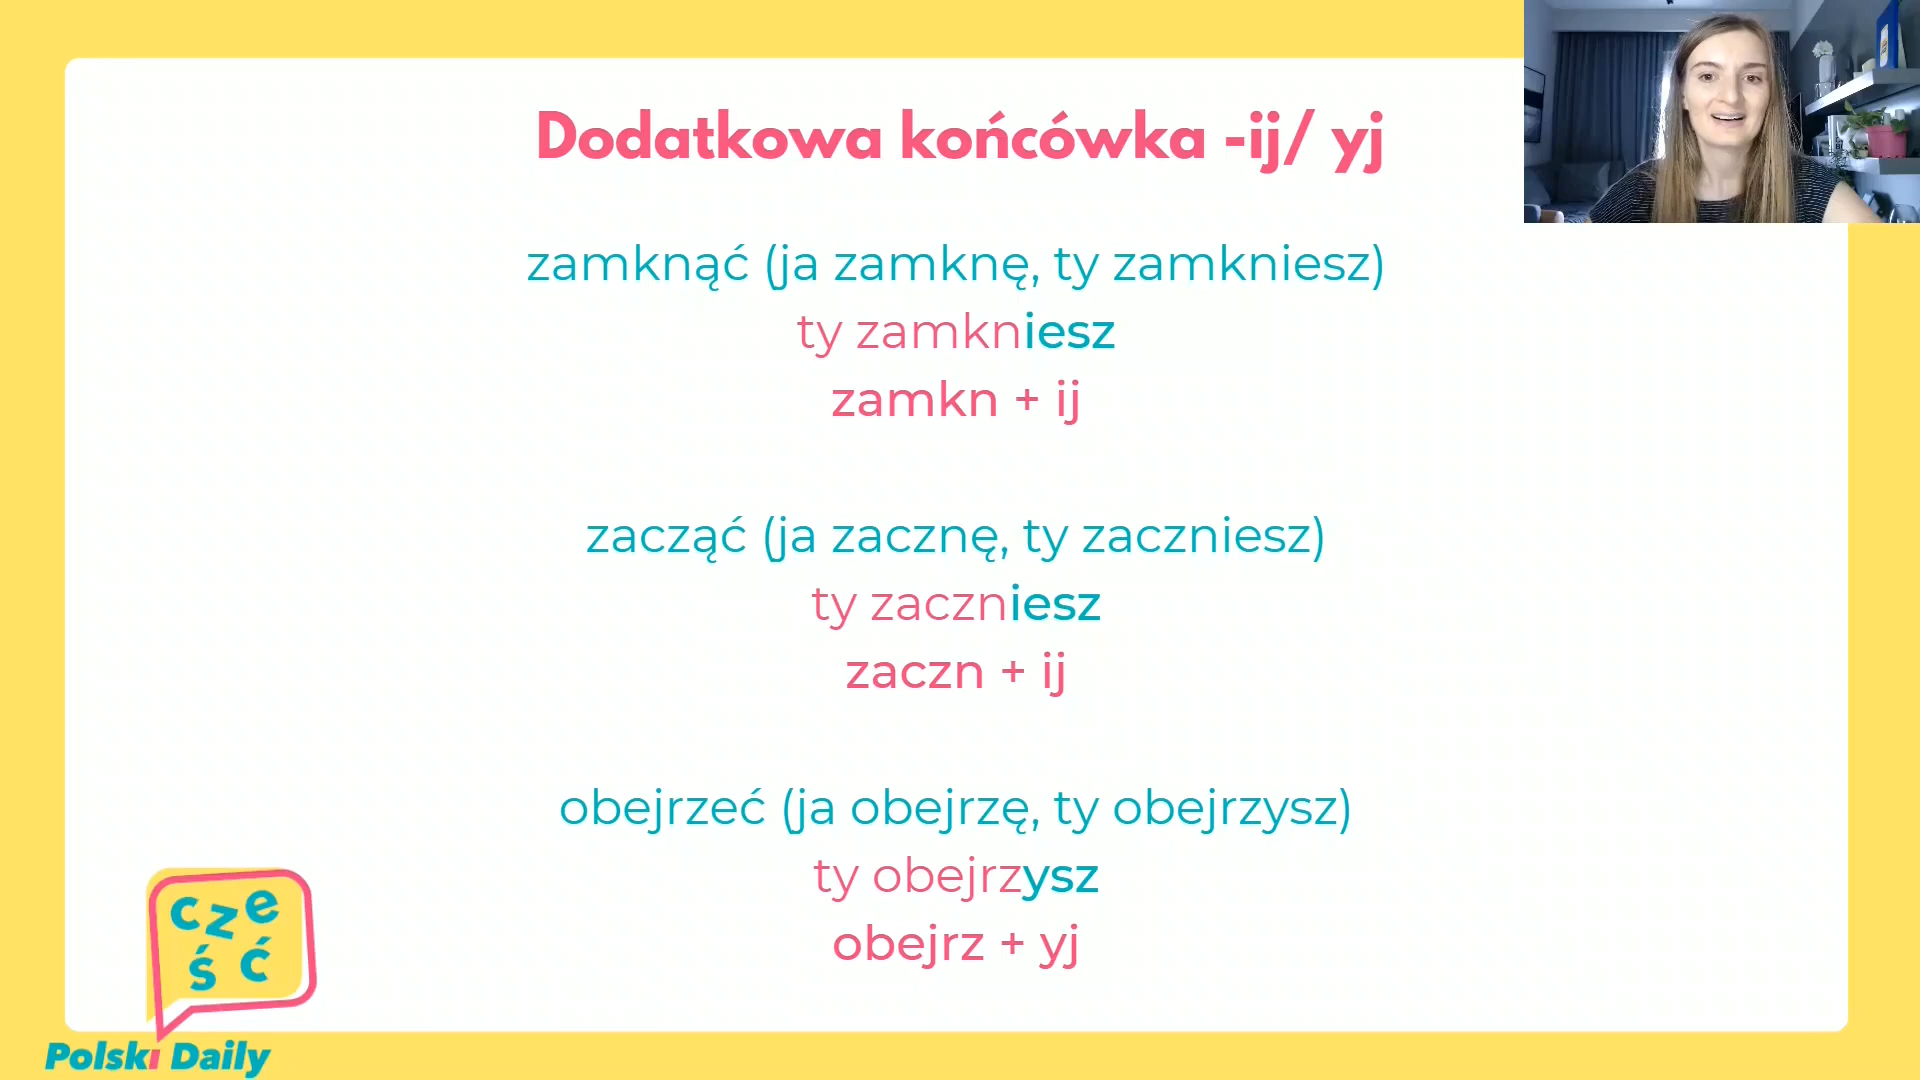 Dodatkowa końcówka -ij/ yj
zamknąć (ja zamknę, ty zamkniesz)
ty zamkniesz
zamkn + ij
zacząć (ja zacznę, ty zaczniesz)
ty zaczniesz
zaczn + ij
obejrzeć (ja obejrzę, ty obejrzysz)
ty obejrzysz
obejrz + yj
cze
ść
Polski Daily